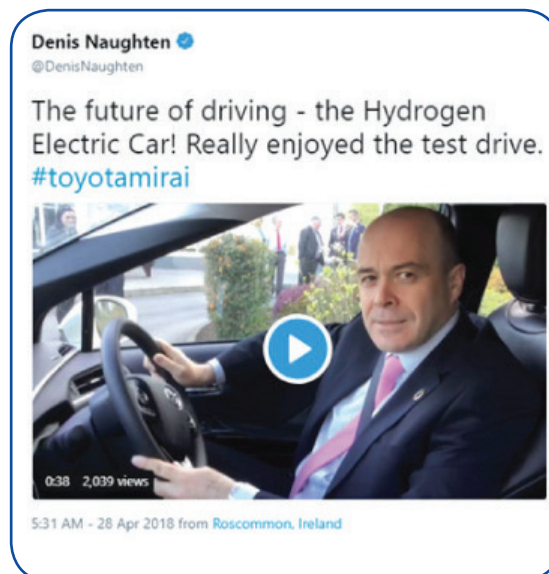 Denis Naughten
@DenisNaughten
The future of driving - the Hydrogen
Electric Car! Really enjoyed the test drive.
#toyotamirai
0:38 2,039 views
5:31 AM - 28 Apr 2018 from Roscommon, Ireland